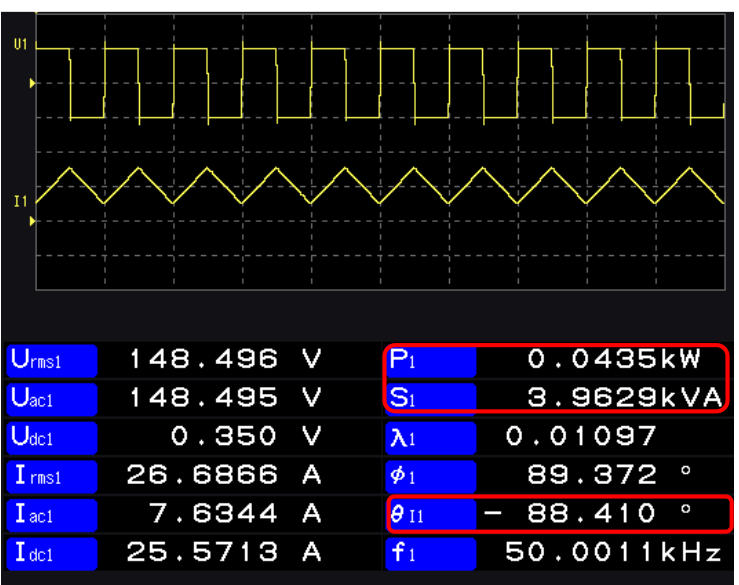 U1
I1
Urms1 148.496 V P1 0.0435kW
Uac1 148.495 V S1 3.9629kVA
Udc1 0.350 V λ1 0.01097
Irms1 26.6866 A φ1 89.372 °
Iac1 7.6344 A θI1 - 88.410 °
Idc1 25.5713 A f1 50.0011kHz